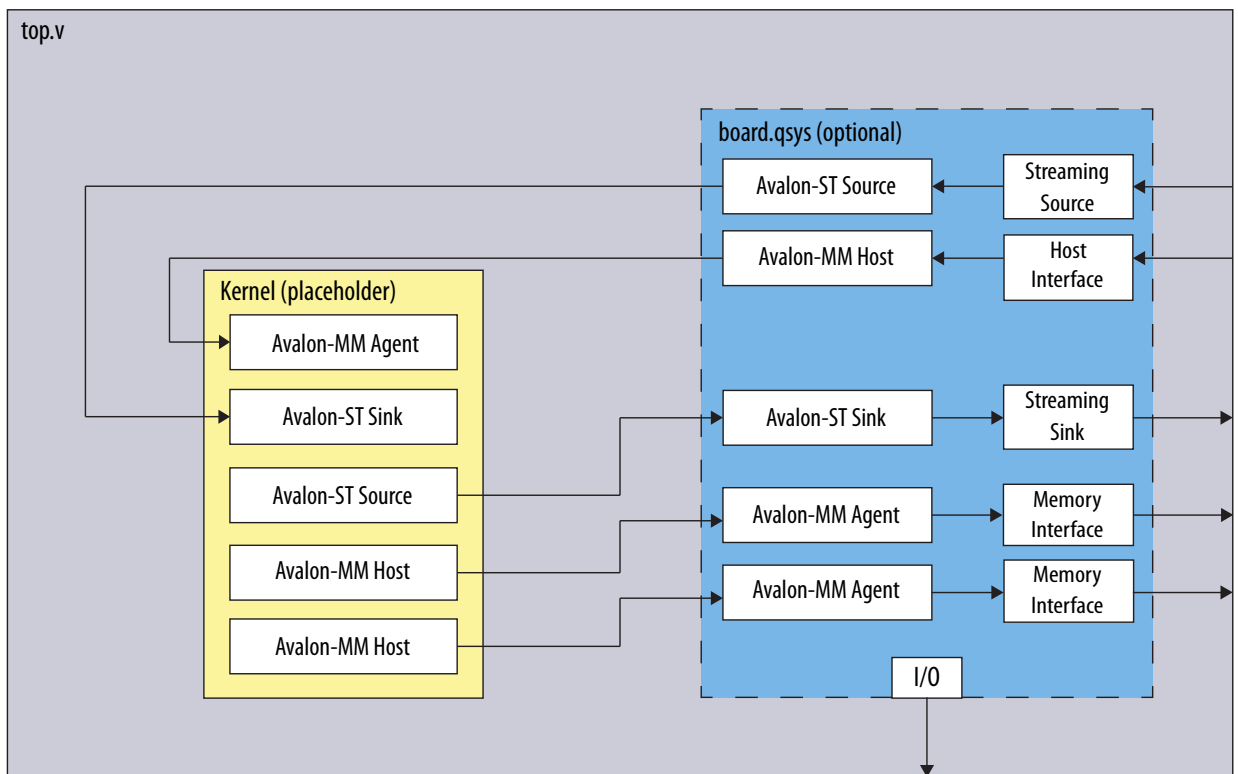 top.v
board.qsys (optional)
Avalon-ST Source
Streaming
Source
Avalon-MM Host
Host
Interface
Kernel (placeholder)
Avalon-MM Agent
Avalon-ST Sink
Avalon-ST Source
Avalon-MM Host
Avalon-MM Host
Avalon-ST Sink
Streaming
Sink
Avalon-MM Agent
Memory
Interface
Avalon-MM Agent
Memory
Interface
I/O